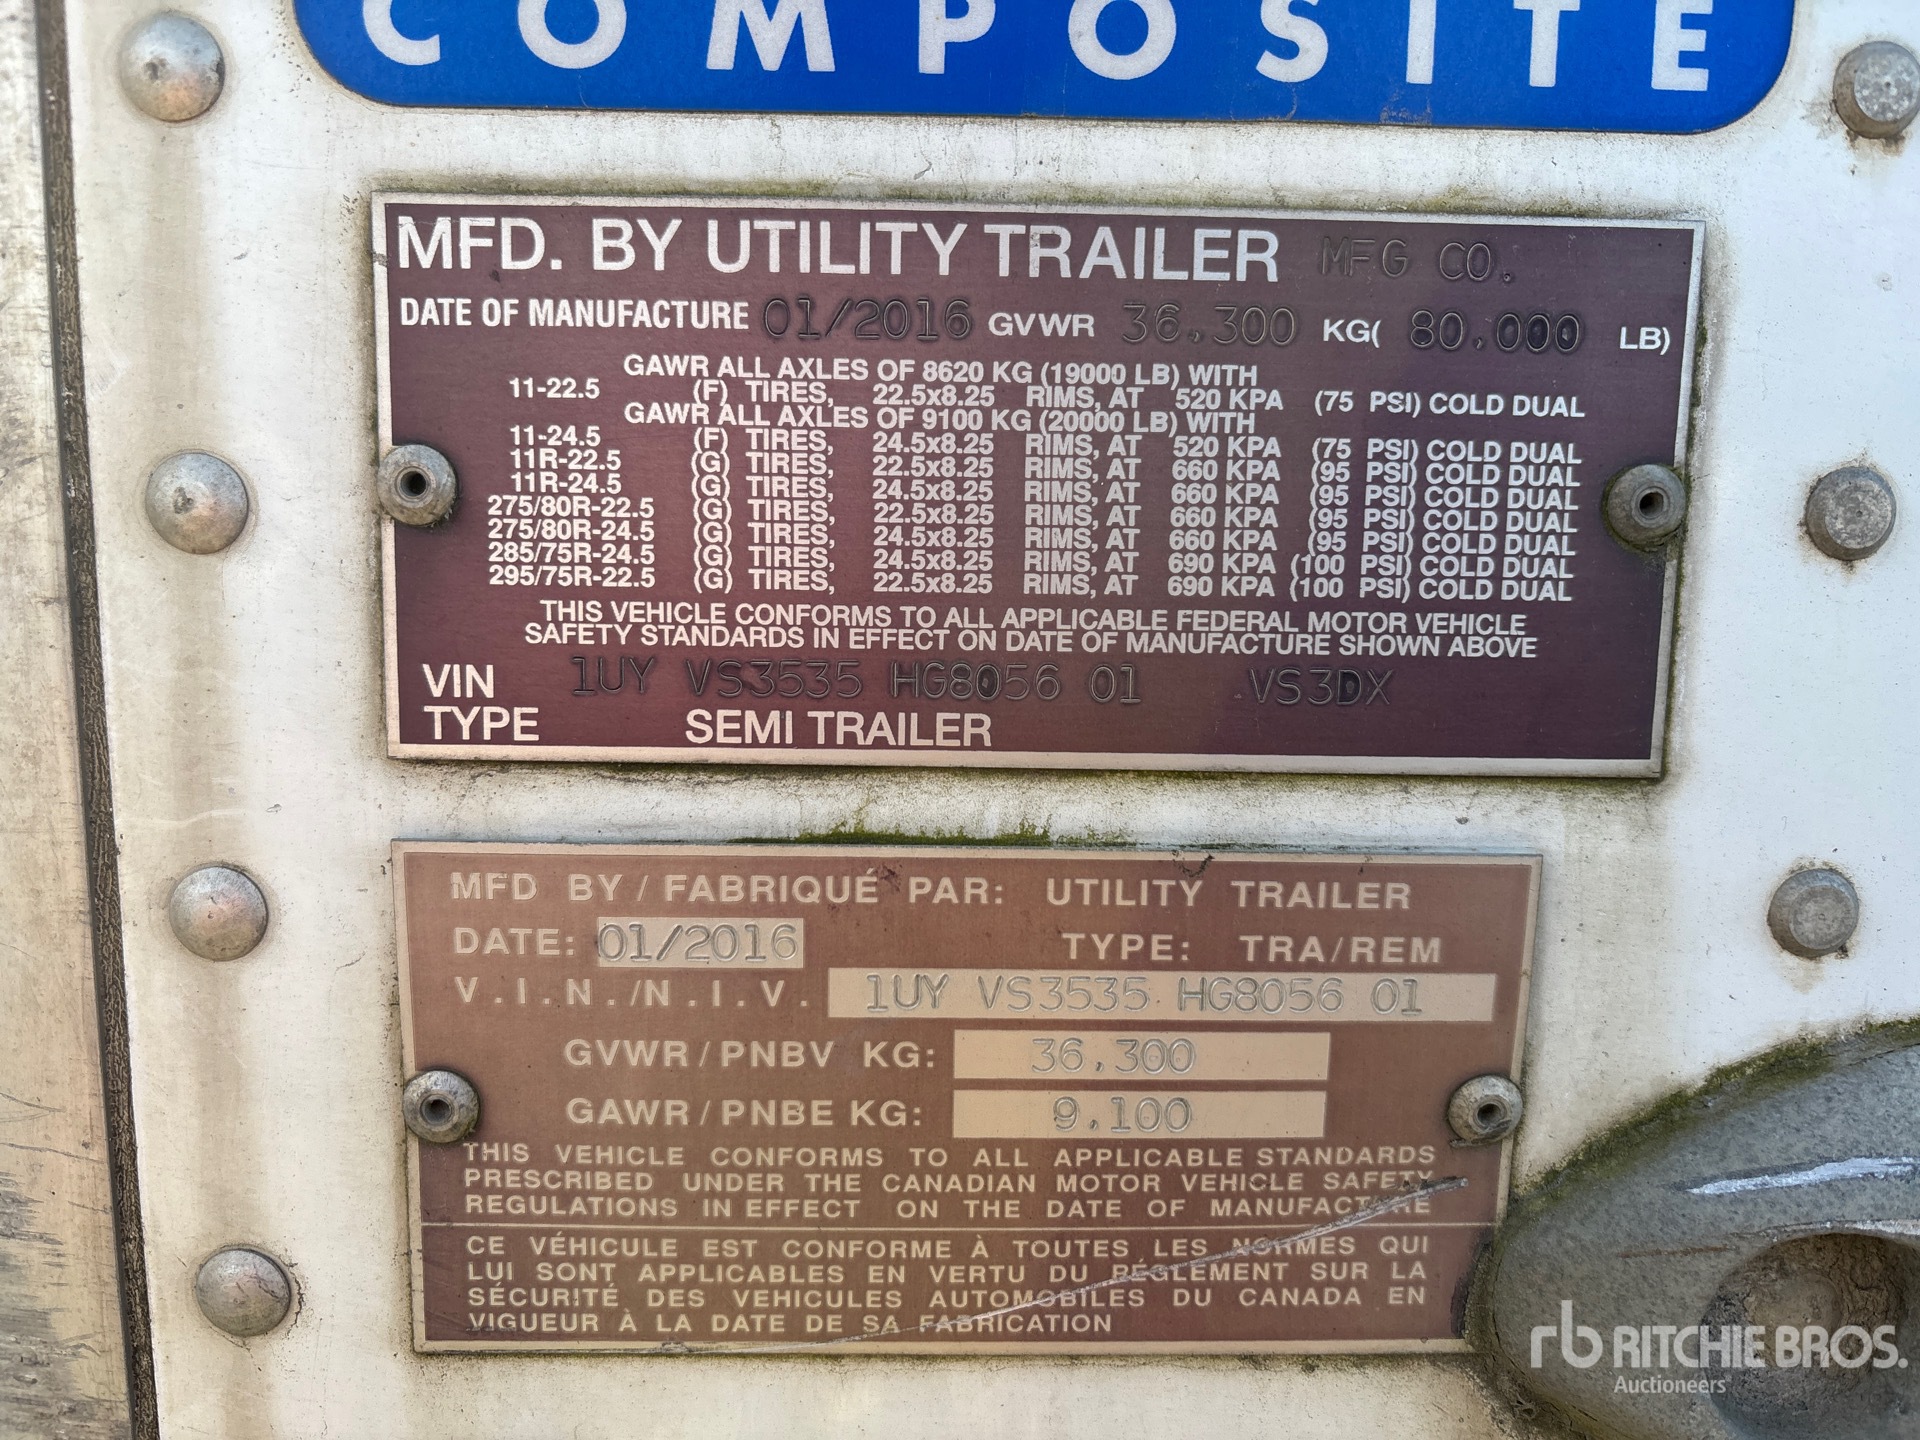 COMPOSITE
MFD. BY UTILITY TRAILER MFG CO.
DATE OF MANUFACTURE 01/2016 GVWR 36,300 KG( 80,000 LB)
GAWR ALL AXLES OF 8620 KG (19000 LB) WITH
11-22.5 (F) TIRES, 22.5x8.25 RIMS, AT 520 KPA (75 PSI) COLD DUAL
GAWR ALL AXLES OF 9100 KG (20000 LB) WITH
11-24.5 (F) TIRES, 24.5x8.25 RIMS, AT 520 KPA (75 PSI) COLD DUAL
11R-22.5 (G) TIRES, 22.5x8.25 RIMS, AT 660 KPA (95 PSI) COLD DUAL
11R-24.5 (G) TIRES, 24.5x8.25 RIMS, AT 660 KPA (95 PSI) COLD DUAL
275/80R-22.5 (G) TIRES, 22.5x8.25 RIMS, AT 660 KPA (95 PSI) COLD DUAL
275/80R-24.5 (G) TIRES, 24.5x8.25 RIMS, AT 660 KPA (95 PSI) COLD DUAL
285/75R-24.5 (G) TIRES, 24.5x8.25 RIMS, AT 690 KPA (100 PSI) COLD DUAL
295/75R-22.5 (G) TIRES, 22.5x8.25 RIMS, AT 690 KPA (100 PSI) COLD DUAL
THIS VEHICLE CONFORMS TO ALL APPLICABLE FEDERAL MOTOR VEHICLE
SAFETY STANDARDS IN EFFECT ON DATE OF MANUFACTURE SHOWN ABOVE
VIN 1UY VS3535 HG8056 01 VS3DX
TYPE SEMI TRAILER
MFD BY / FABRIQUÉ PAR: UTILITY TRAILER
DATE: 01/2016 TYPE: TRA/REM
V.I.N./N.I.V. 1UY VS3535 HG8056 01
GVWR/PNBV KG: 36,300
GAWR/PNBE KG: 9,100
THIS VEHICLE CONFORMS TO ALL APPLICABLE STANDARDS
PRESCRIBED UNDER THE CANADIAN MOTOR VEHICLE SAFETY
REGULATIONS IN EFFECT ON THE DATE OF MANUFACTURE
CE VÉHICULE EST CONFORME À TOUTES LES NORMES QUI
LUI SONT APPLICABLES EN VERTU DU RÉGLEMENT SUR LA
SÉCURITÉ DES VEHICULES AUTOMOBILES DU CANADA EN
VIGUEUR À LA DATE DE SA FABRICATION
rb RITCHIE BROS.
Auctioneers